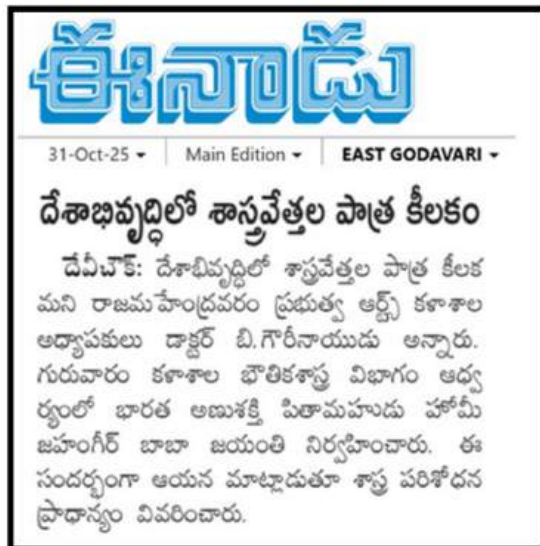 ఈనాడు
31-Oct-25 Main Edition EAST GODAVARI
దేశాభివృద్ధిలో శాస్త్రవేత్తల పాత్ర కీలకం
దేవీచౌక్: దేశాభివృద్ధిలో శాస్త్రవేత్తల పాత్ర కీలక
మని రాజమహేంద్రవరం ప్రభుత్వ ఆర్ట్స్ కళాశాల
అధ్యాపకులు డాక్టర్ బి.గౌరీనాయుడు అన్నారు.
గురువారం కళాశాల భౌతికశాస్త్ర విభాగం ఆధ్వ
ర్యంలో భారత అణుశక్తి పితామహుడు హోమీ
జహంగీర్ బాబా జయంతి నిర్వహించారు. ఈ
సందర్భంగా ఆయన మాట్లాడుతూ శాస్త్ర పరిశోధన
ప్రాధాన్యం వివరించారు.